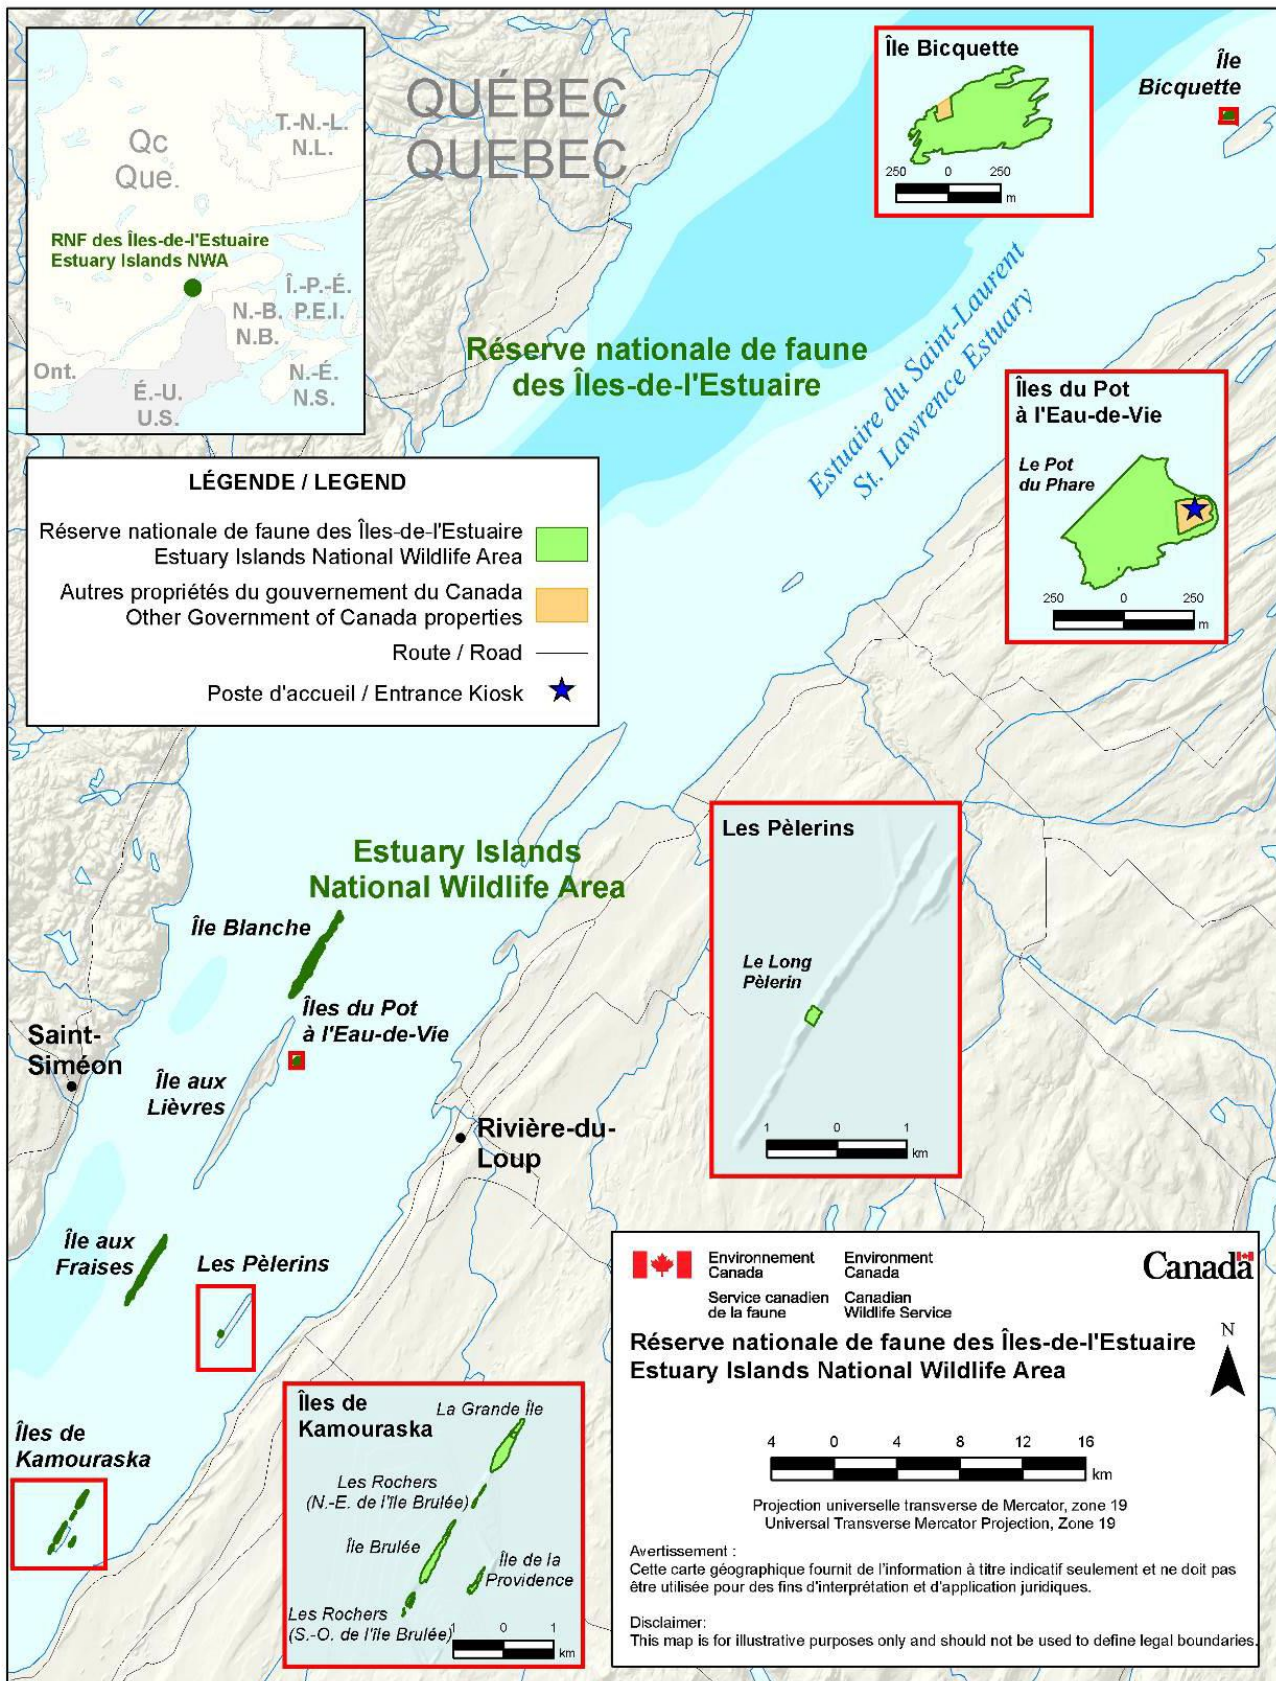 QUÉBEC
QUEBEC
Qc
Que.
T.-N.-L.
N.L.
RNF des Îles-de-l'Estuaire
Estuary Islands NWA
Î.-P.-É.
P.E.I.
N.-B.
N.B.
Ont.
É.-U.
U.S.
N.-É.
N.S.
Île Bicquette
250 0 250
m
Île
Bicquette
Réserve nationale de faune
des Îles-de-l'Estuaire
Estuaire du Saint-Laurent
St. Lawrence Estuary
Îles du Pot
à l'Eau-de-Vie
Le Pot
du Phare
250 0 250
m
LÉGENDE / LEGEND
Réserve nationale de faune des Îles-de-l'Estuaire
Estuary Islands National Wildlife Area
Autres propriétés du gouvernement du Canada
Other Government of Canada properties
Route / Road
Poste d'accueil / Entrance Kiosk
Estuary Islands
National Wildlife Area
Île Blanche
Îles du Pot
à l'Eau-de-Vie
Saint-
Siméon
Île aux
Lièvres
Rivière-du-
Loup
Les Pèlerins
Le Long
Pèlerin
1 0 1
km
Île aux
Fraises
Les Pèlerins
Îles de
Kamouraska
Îles de
Kamouraska
La Grande Île
Les Rochers
(N.-E. de l'île Brulée)
Île Brulée
Île de la
Providence
Les Rochers
(S.-O. de l'île Brulée)
1 0 1
km
Environnement
Canada
Environment
Canada
Service canadien
de la faune
Canadian
Wildlife Service
Canada
Réserve nationale de faune des Îles-de-l'Estuaire
Estuary Islands National Wildlife Area
N
4 0 4 8 12 16
km
Projection universelle transverse de Mercator, zone 19
Universal Transverse Mercator Projection, Zone 19
Avertissement :
Cette carte géographique fournit de l'information à titre indicatif seulement et ne doit pas
être utilisée pour des fins d'interprétation et d'application juridiques.
Disclaimer:
This map is for illustrative purposes only and should not be used to define legal boundaries.